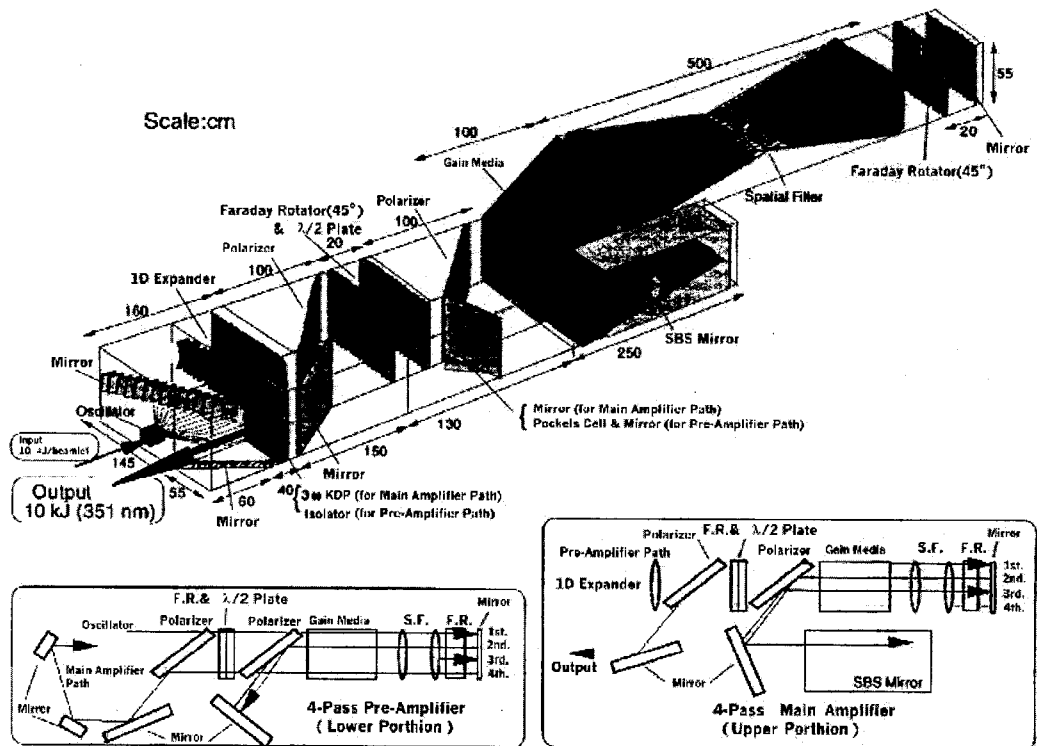 Scale:cm
500
55
20
Mirror
Faraday Rotator(45°)
Spatial Filter
100
Gain Media
Polarizer
Faraday Rotator(45°)
& λ/2 Plate
100
20
Polarizer
100
1D Expander
160
Mirror
Oscillator
Input
145
55
Output
10 kJ (351 nm)
Mirror
60
40
3ω KDP (for Main Amplifier Path)
Isolator (for Pre-Amplifier Path)
Mirror
150
130
250
SBS Mirror
Mirror (for Main Amplifier Path)
Pockels Cell & Mirror (for Pre-Amplifier Path)
F.R.& λ/2 Plate
Oscillator
Polarizer
Polarizer
Gain Media
S.F.
F.R.
Mirror
1st.
2nd.
3rd.
4th.
Main Amplifier
Path
Mirror
Mirror
4-Pass Pre-Amplifier
( Lower Porthion )
Polarizer
F.R.& λ/2 Plate
Pre-Amplifier Path
1D Expander
Polarizer
Gain Media
S.F.
F.R.
Mirror
1st.
2nd.
3rd.
4th.
Output
Mirror
SBS Mirror
4-Pass Main Amplifier
(Upper Porthion )